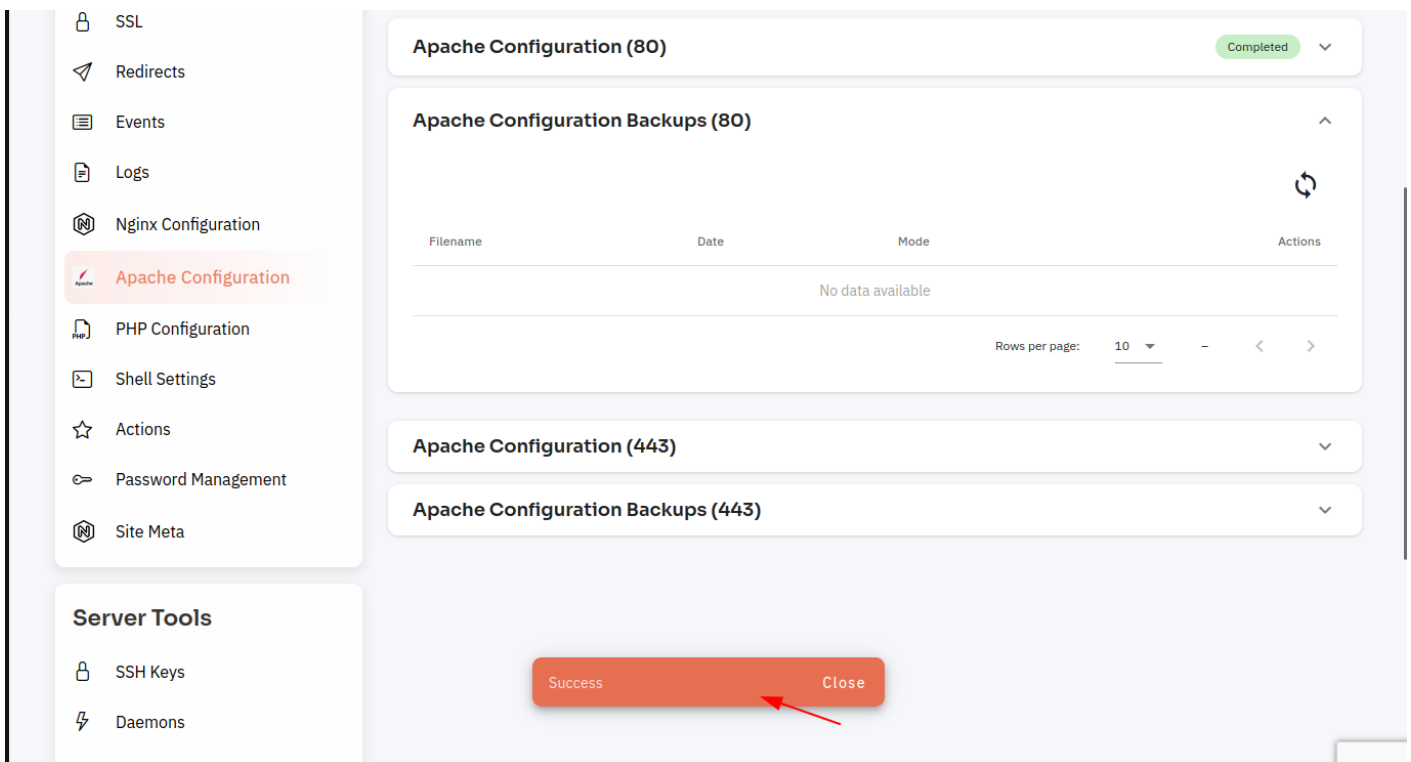 SSL
Redirects
Events
Logs
Nginx Configuration
Apache Configuration
PHP Configuration
Shell Settings
Actions
Password Management
Site Meta
Server Tools
SSH Keys
Daemons
Apache Configuration (80)
Completed
Apache Configuration Backups (80)
Filename Date Mode Actions
No data available
Rows per page: 10 –
Apache Configuration (443)
Apache Configuration Backups (443)
Success Close